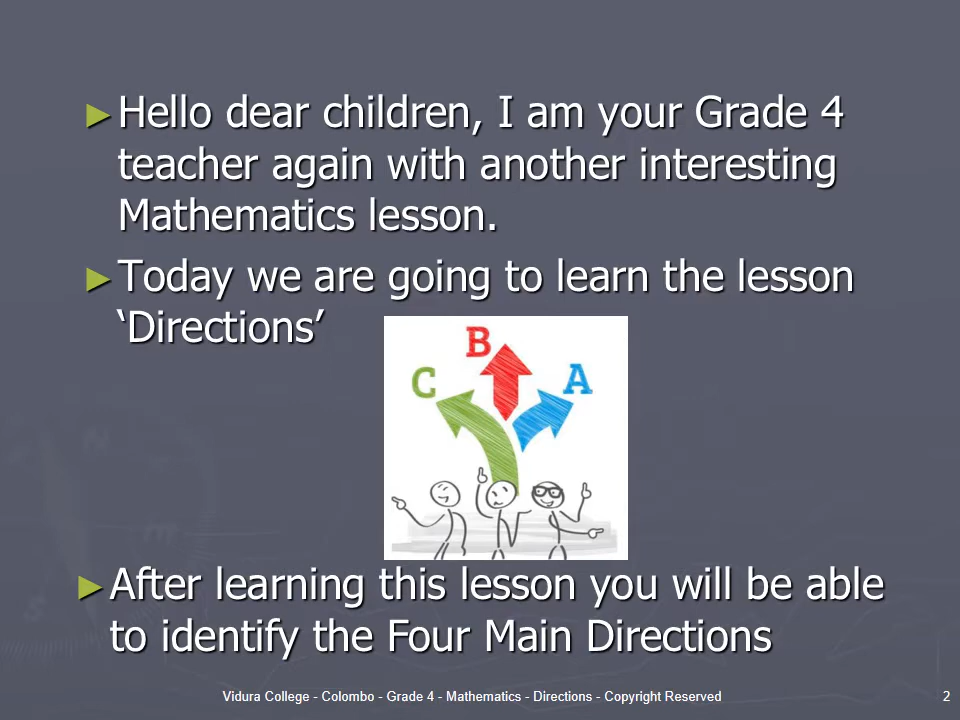 ► Hello dear children, I am your Grade 4
teacher again with another interesting
Mathematics lesson.
► Today we are going to learn the lesson
‘Directions’
B
C A
► After learning this lesson you will be able
to identify the Four Main Directions
Vidura College - Colombo - Grade 4 - Mathematics - Directions - Copyright Reserved 2